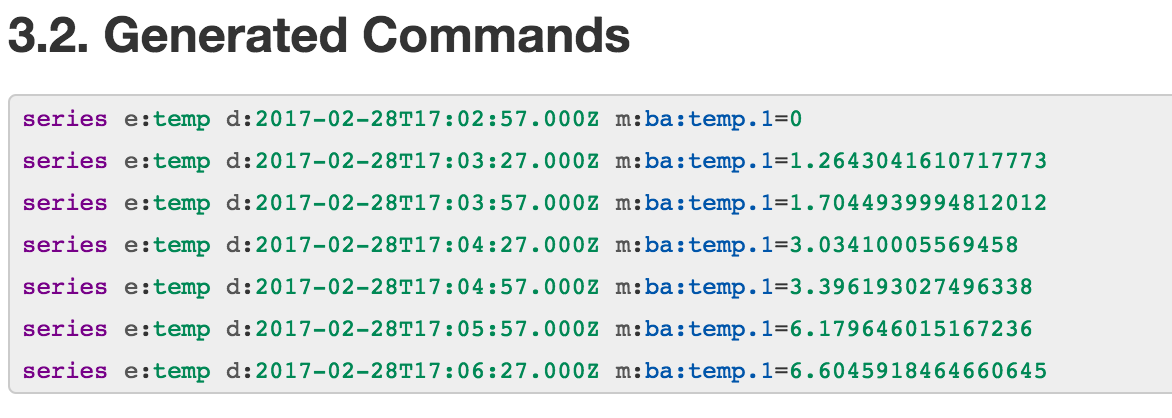 3.2. Generated Commands
series e:temp d:2017-02-28T17:02:57.000Z m:ba:temp.1=0
series e:temp d:2017-02-28T17:03:27.000Z m:ba:temp.1=1.2643041610717773
series e:temp d:2017-02-28T17:03:57.000Z m:ba:temp.1=1.7044939994812012
series e:temp d:2017-02-28T17:04:27.000Z m:ba:temp.1=3.03410005569458
series e:temp d:2017-02-28T17:04:57.000Z m:ba:temp.1=3.396193027496338
series e:temp d:2017-02-28T17:05:57.000Z m:ba:temp.1=6.179646015167236
series e:temp d:2017-02-28T17:06:27.000Z m:ba:temp.1=6.6045918464660645